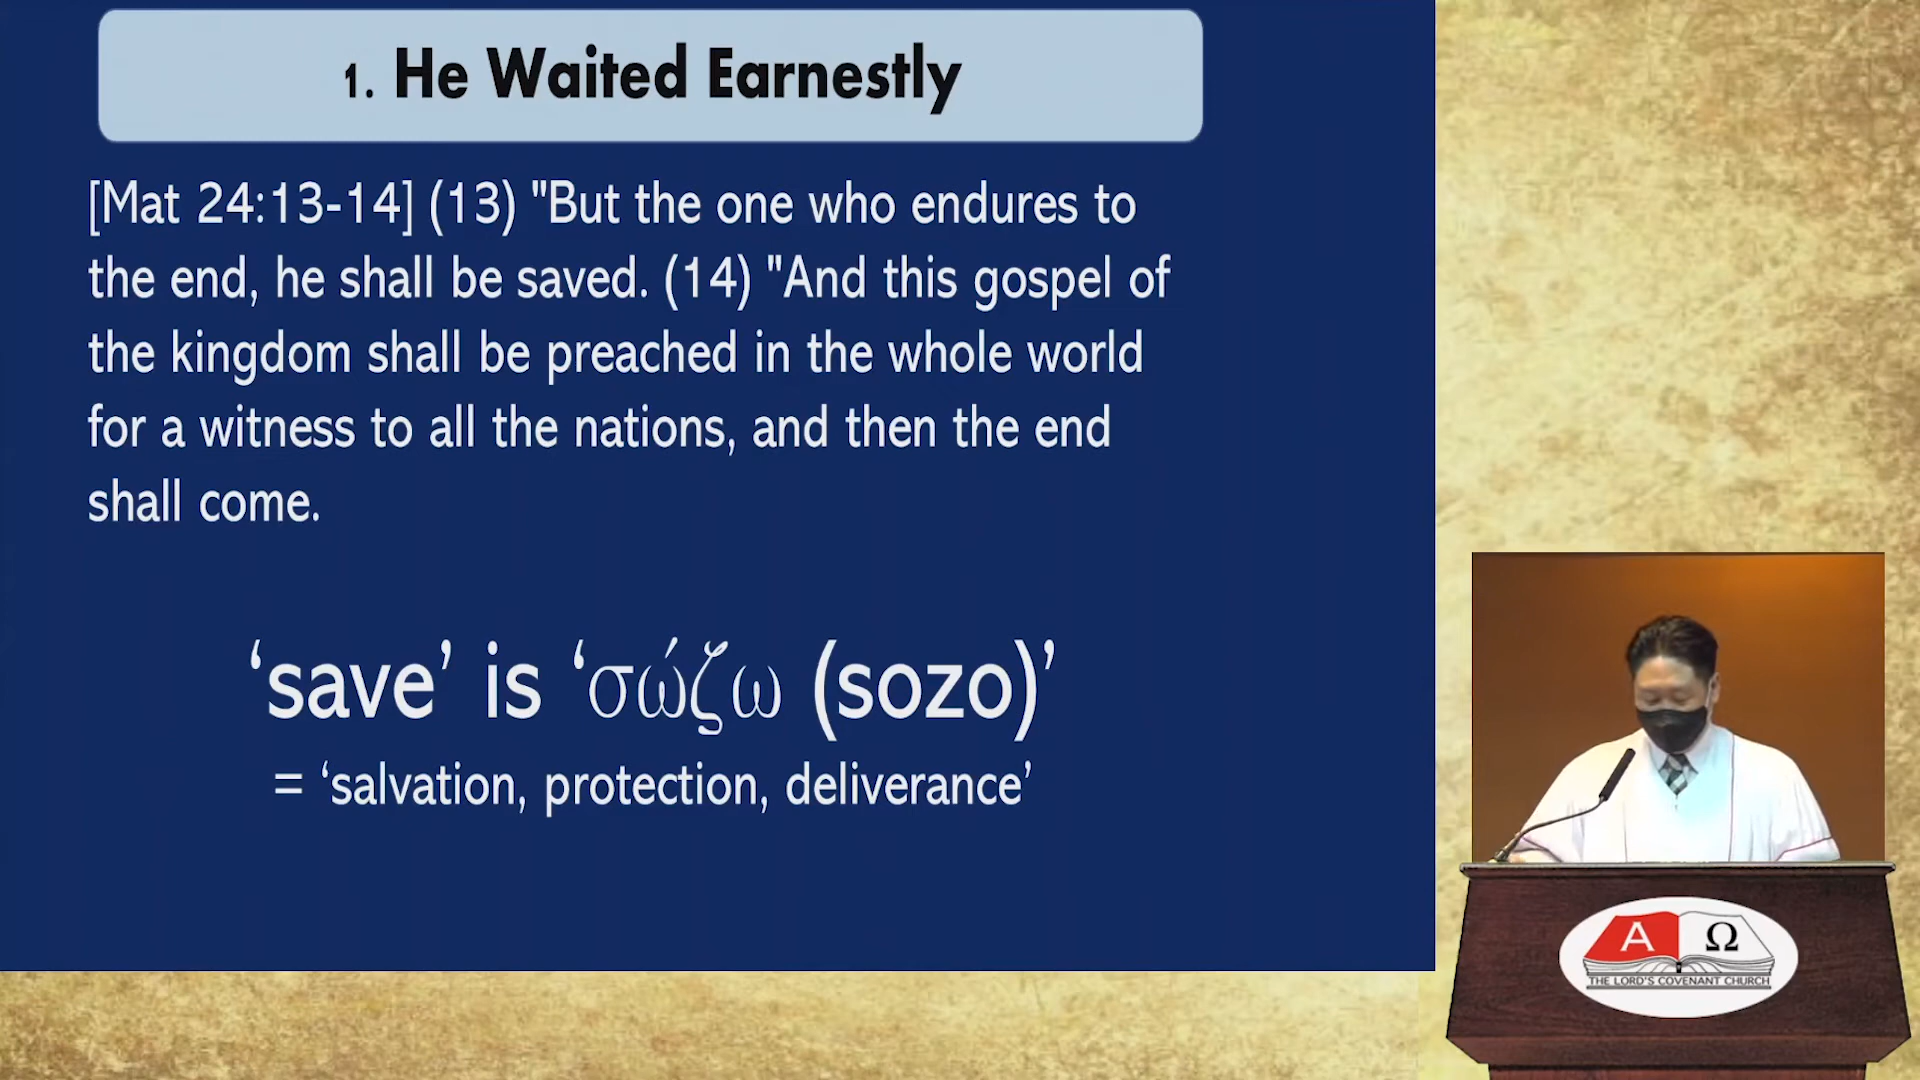 1. He Waited Earnestly
[Mat 24:13-14] (13) "But the one who endures to
the end, he shall be saved. (14) "And this gospel of
the kingdom shall be preached in the whole world
for a witness to all the nations, and then the end
shall come.
‘save’ is ‘σώζω (sozo)’
= ‘salvation, protection, deliverance’
A Ω
THE LORD'S COVENANT CHURCH